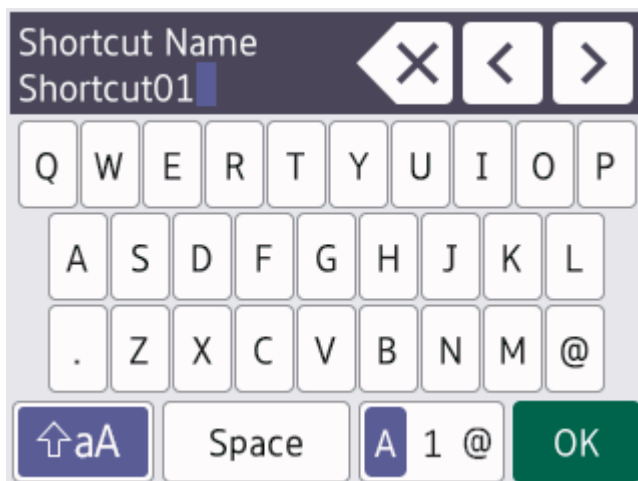 Shortcut Name
Shortcut01
Q W E R T Y U I O P
A S D F G H J K L
. Z X C V B N M @
aA Space A 1 @ OK